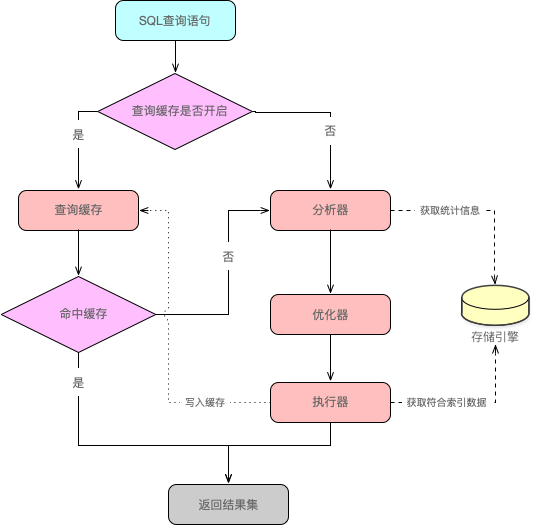 SQL查询语句
查询缓存是否开启
是
否
查询缓存
分析器
获取统计信息
否
命中缓存
优化器
存储引擎
是
写入缓存
执行器
获取符合索引数据
返回结果集